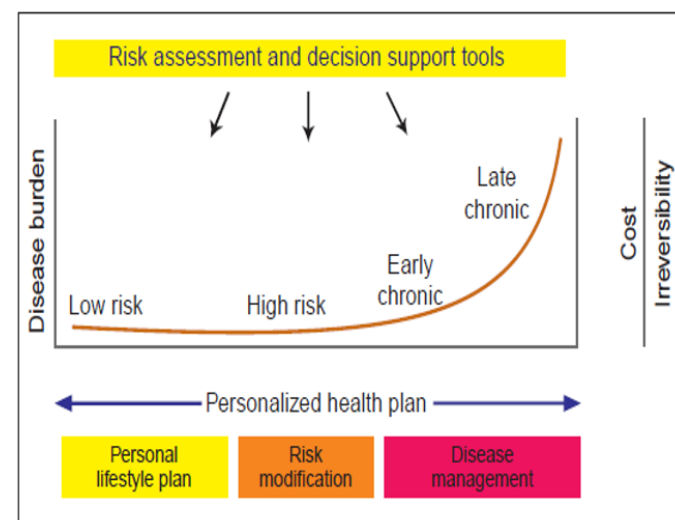 Risk assessment and decision support tools
Disease burden
Low risk
High risk
Early
chronic
Late
chronic
Cost
Irreversibility
Personalized health plan
Personal
lifestyle plan
Risk
modification
Disease
management